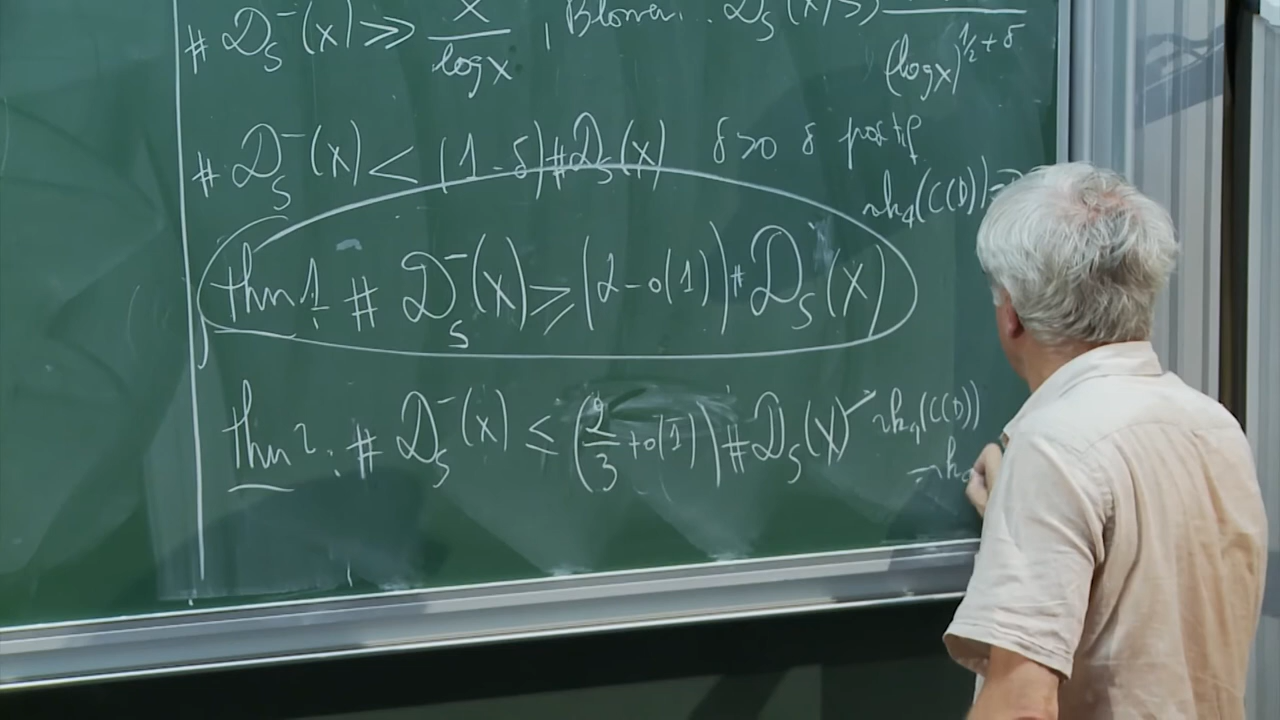 # D_S^-(x) ≫ x / log x , Blomer... D_S(x) ≫ / (log x)^{1/2 + δ}
# D_S^-(x) < (1 - δ) # D_S(x) δ>0 δ positif
rk_4(C(D)) =
thm 1: # D_S^-(x) ≥ (α - o(1)) # D_S(x)
thm 2: # D_S^-(x) ≤ (2/3 + o(1)) # D_S(x) rk_4(C(D))